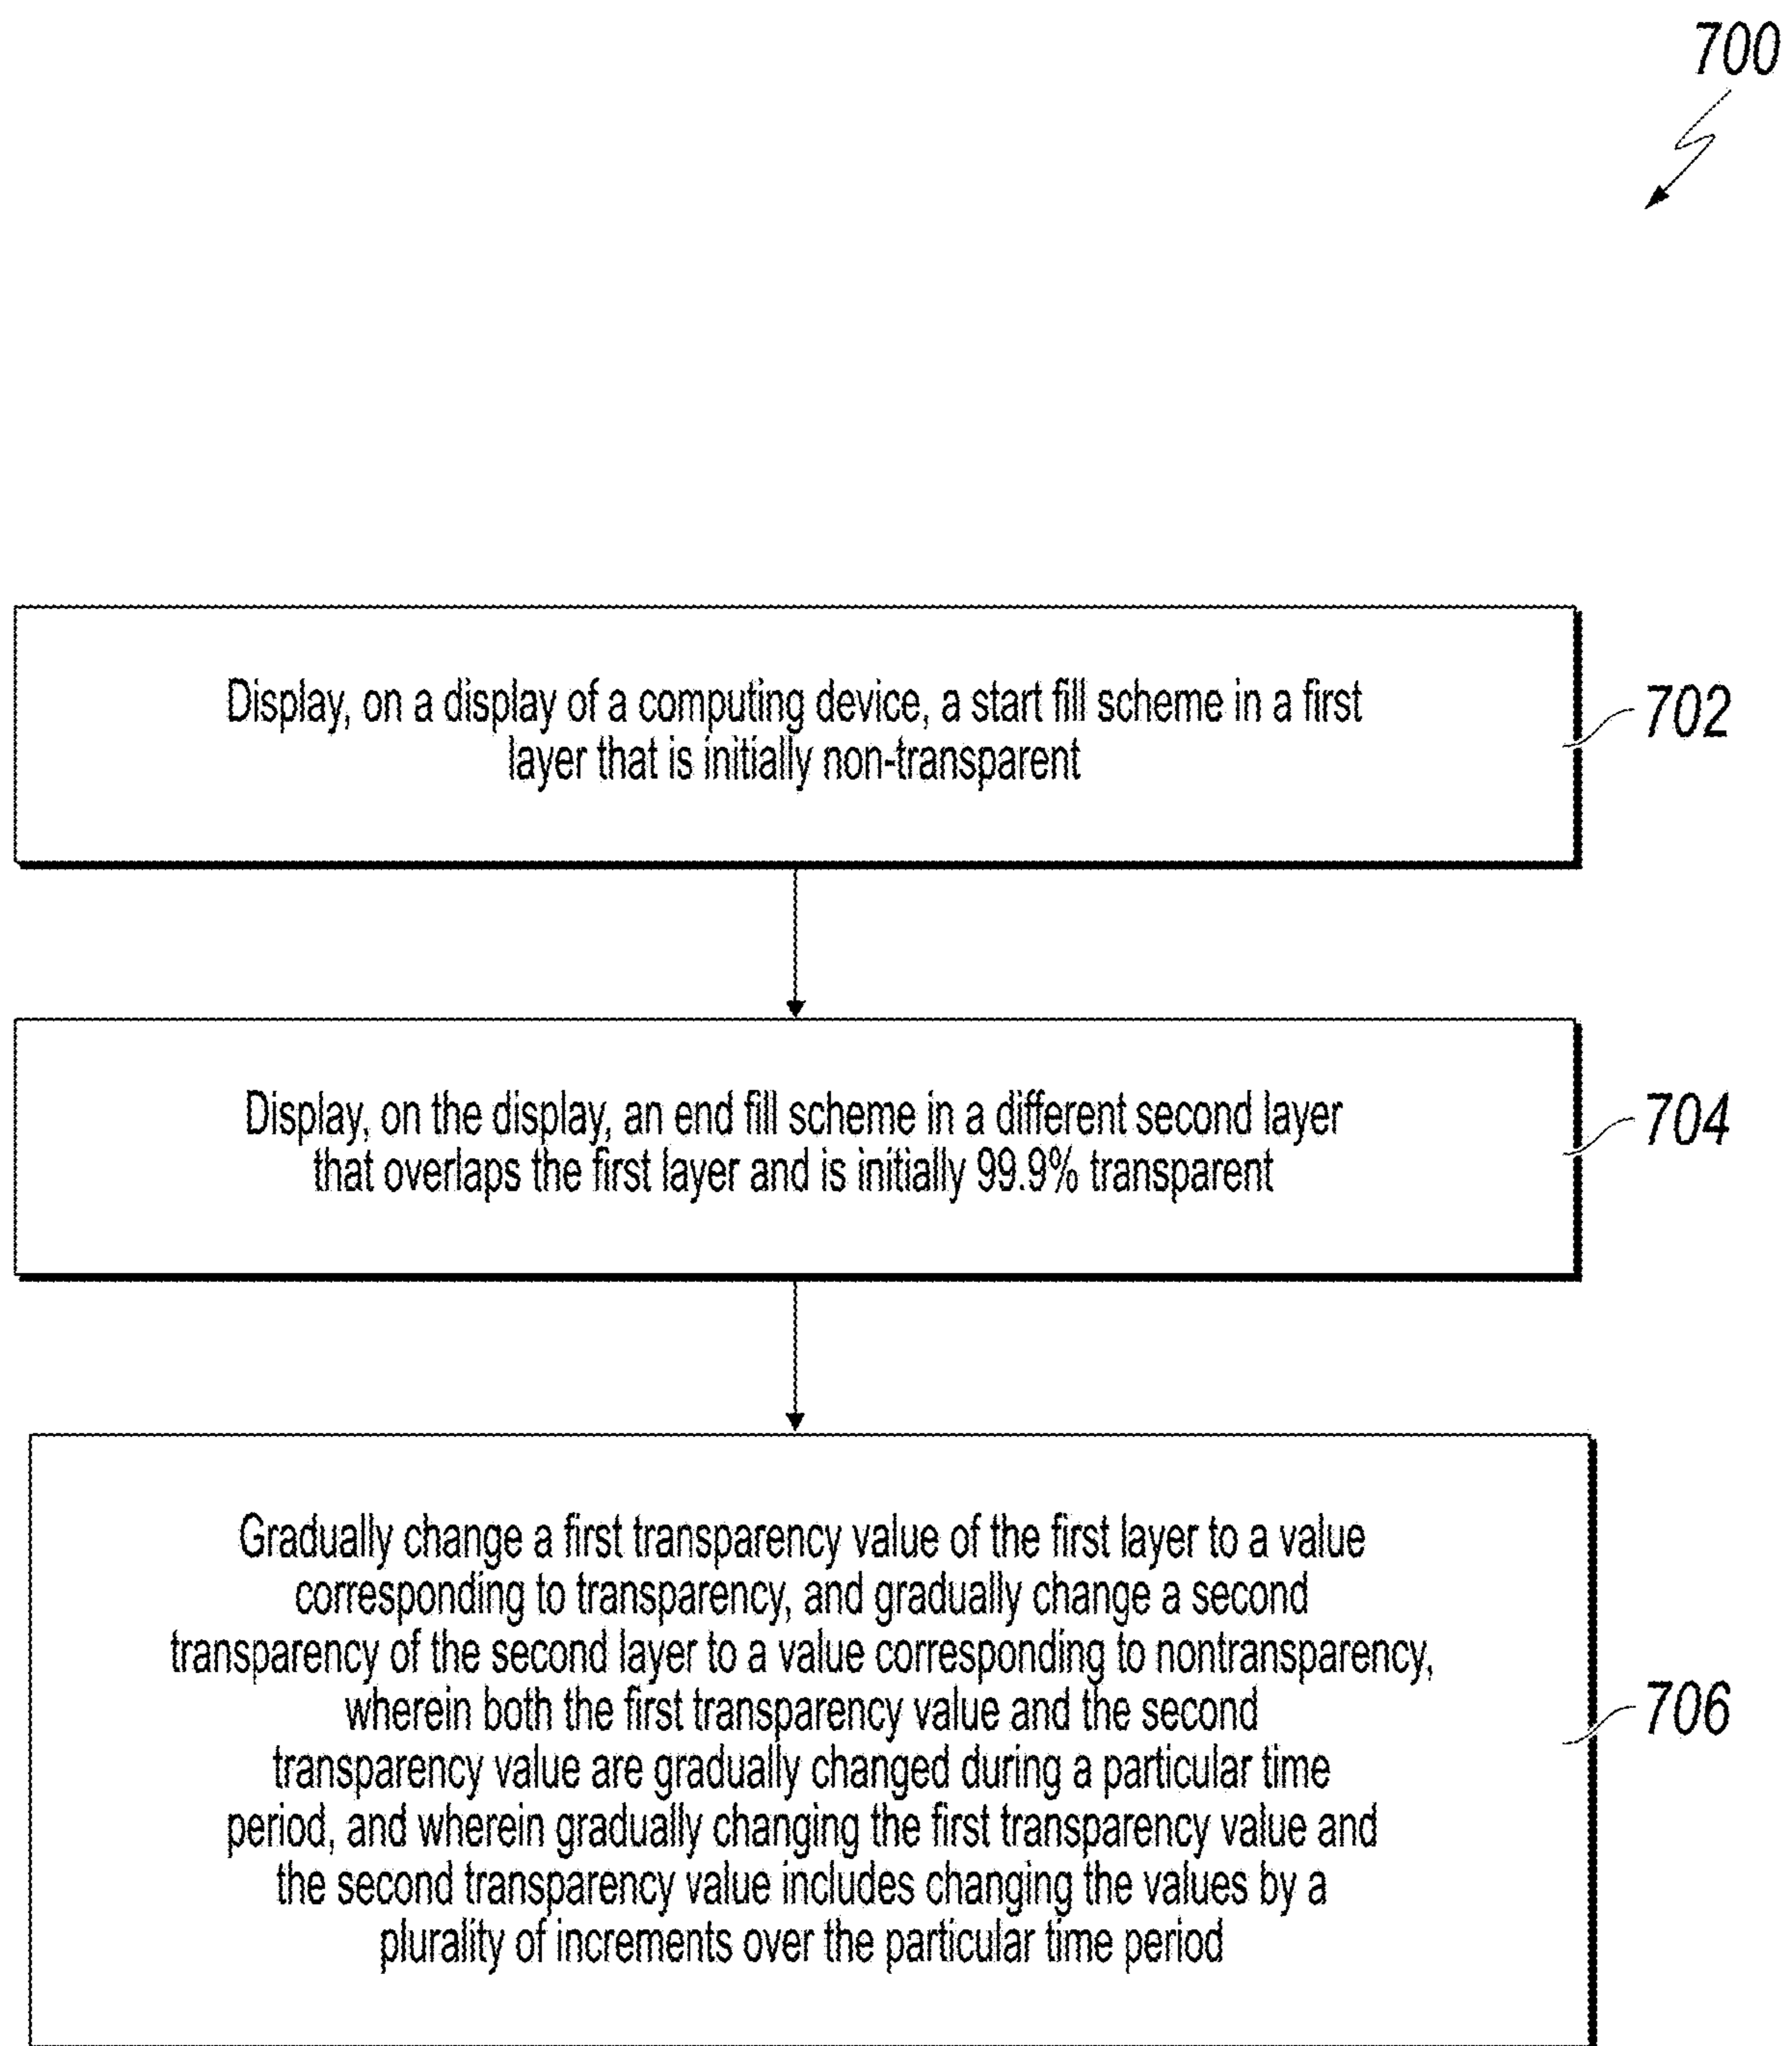 700
Display, on a display of a computing device, a start fill scheme in a first
layer that is initially non-transparent
702
Display, on the display, an end fill scheme in a different second layer
that overlaps the first layer and is initially 99.9% transparent
704
Gradually change a first transparency value of the first layer to a value
corresponding to transparency, and gradually change a second
transparency of the second layer to a value corresponding to nontransparency,
wherein both the first transparency value and the second
transparency value are gradually changed during a particular time
period, and wherein gradually changing the first transparency value and
the second transparency value includes changing the values by a
plurality of increments over the particular time period
706